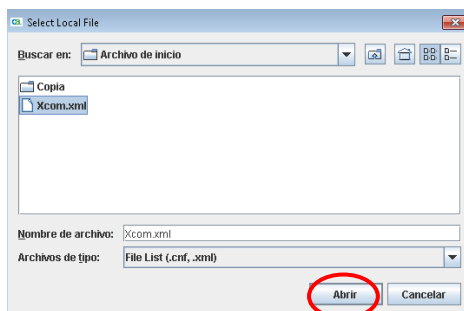 Select Local File
Buscar en: Archivo de inicio
Copia
Xcom.xml
Nombre de archivo: Xcom.xml
Archivos de tipo: File List (.cnf, .xml)
Abrir Cancelar